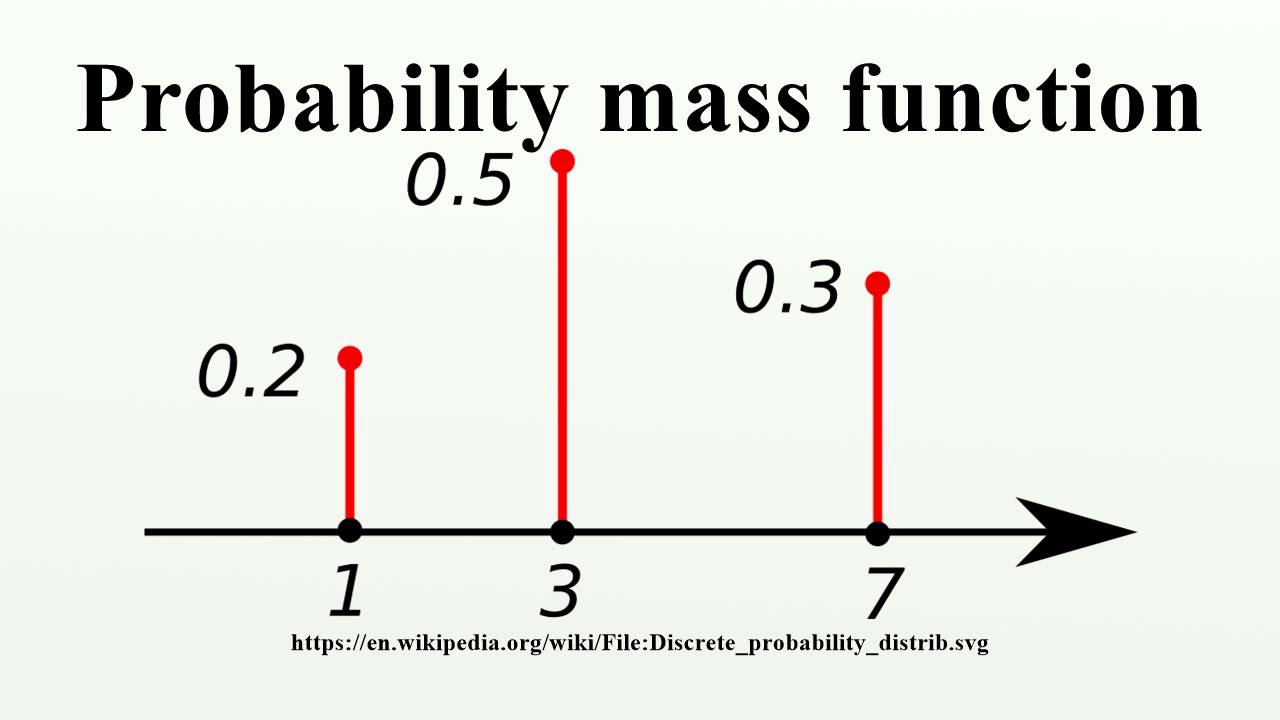 Probability mass function
0.5
0.3
0.2
1 3 7
https://en.wikipedia.org/wiki/File:Discrete_probability_distrib.svg